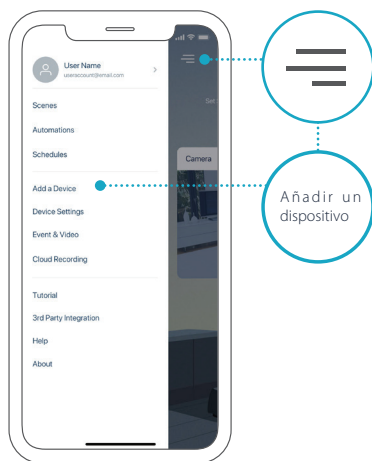 User Name
useraccount@email.com
Scenes
Automations
Schedules
Add a Device
Device Settings
Event & Video
Cloud Recording
Tutorial
3rd Party Integration
Help
About
Set
Camera
Añadir un
dispositivo